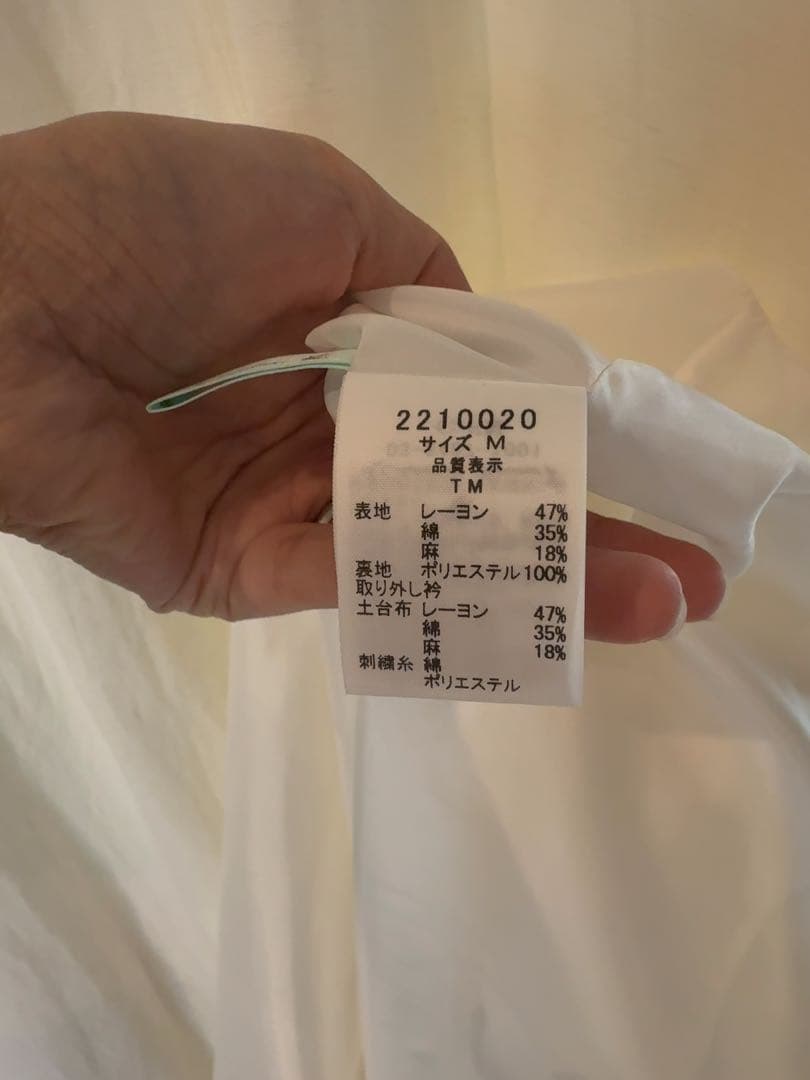 2210020
サイズ M
品質表示
TM
表地 レーヨン 47%
綿 35%
麻 18%
裏地 ポリエステル 100%
取り外し衿
土台布 レーヨン 47%
綿 35%
麻 18%
刺繍糸 綿
ポリエステル